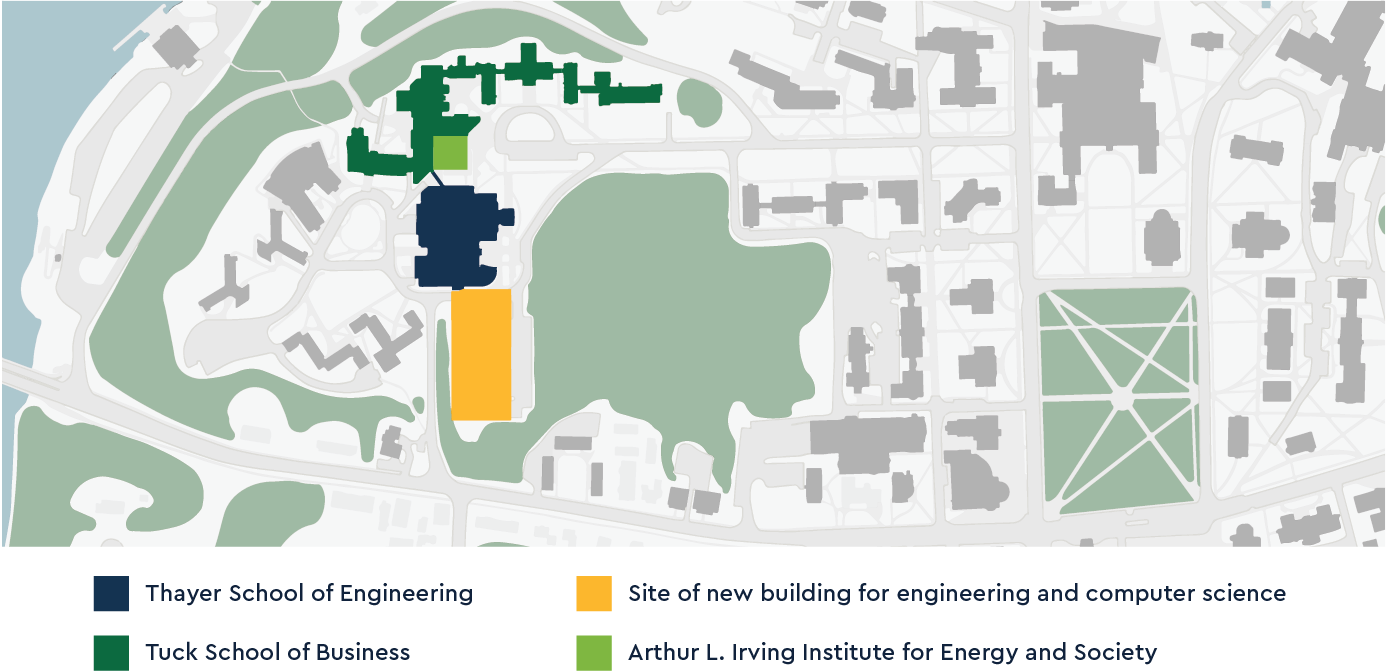 Thayer School of Engineering
Site of new building for engineering and computer science
Tuck School of Business
Arthur L. Irving Institute for Energy and Society